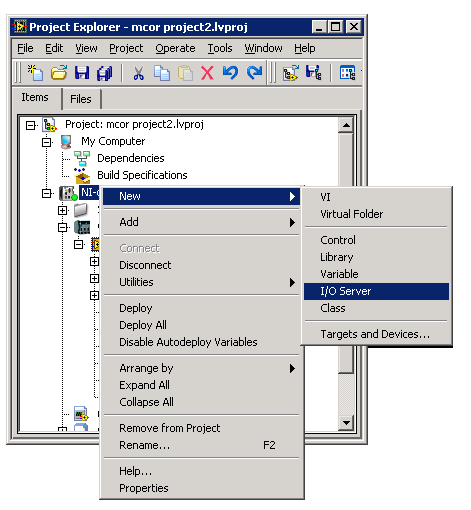 Project Explorer - mcor project2.lvproj
File Edit View Project Operate Tools Window Help
Items Files
Project: mcor project2.lvproj
My Computer
Dependencies
Build Specifications
New
Add
Connect
Disconnect
Utilities
Deploy
Deploy All
Disable Autodeploy Variables
Arrange by
Expand All
Collapse All
Remove from Project
Rename... F2
Help...
Properties
VI
Virtual Folder
Control
Library
Variable
I/O Server
Class
Targets and Devices...